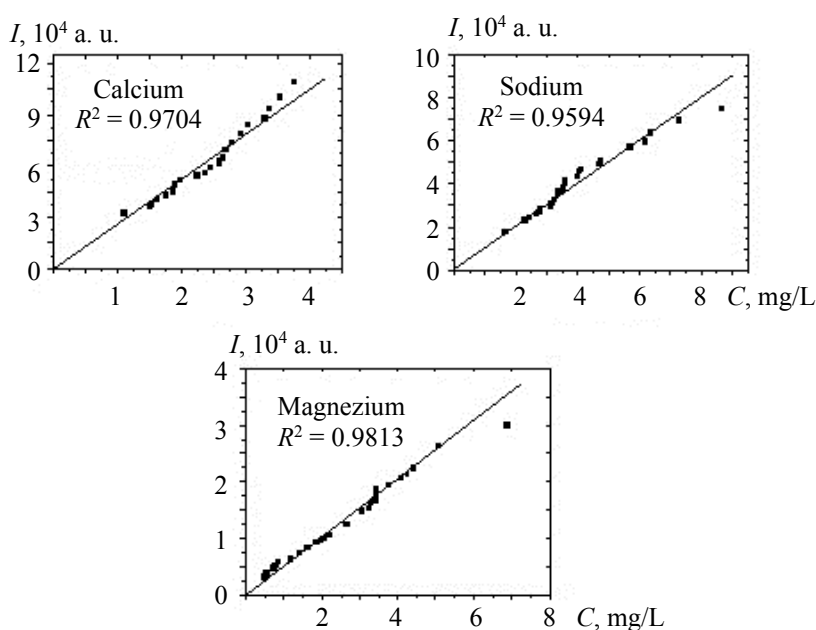 I, 10⁴ a. u.
12
9
6
3
0
Calcium
R² = 0.9704
1 2 3 4
I, 10⁴ a. u.
10
8
6
4
2
0
Sodium
R² = 0.9594
2 4 6 8 C, mg/L
I, 10⁴ a. u.
4
3
2
1
0
Magnezium
R² = 0.9813
2 4 6 8 C, mg/L